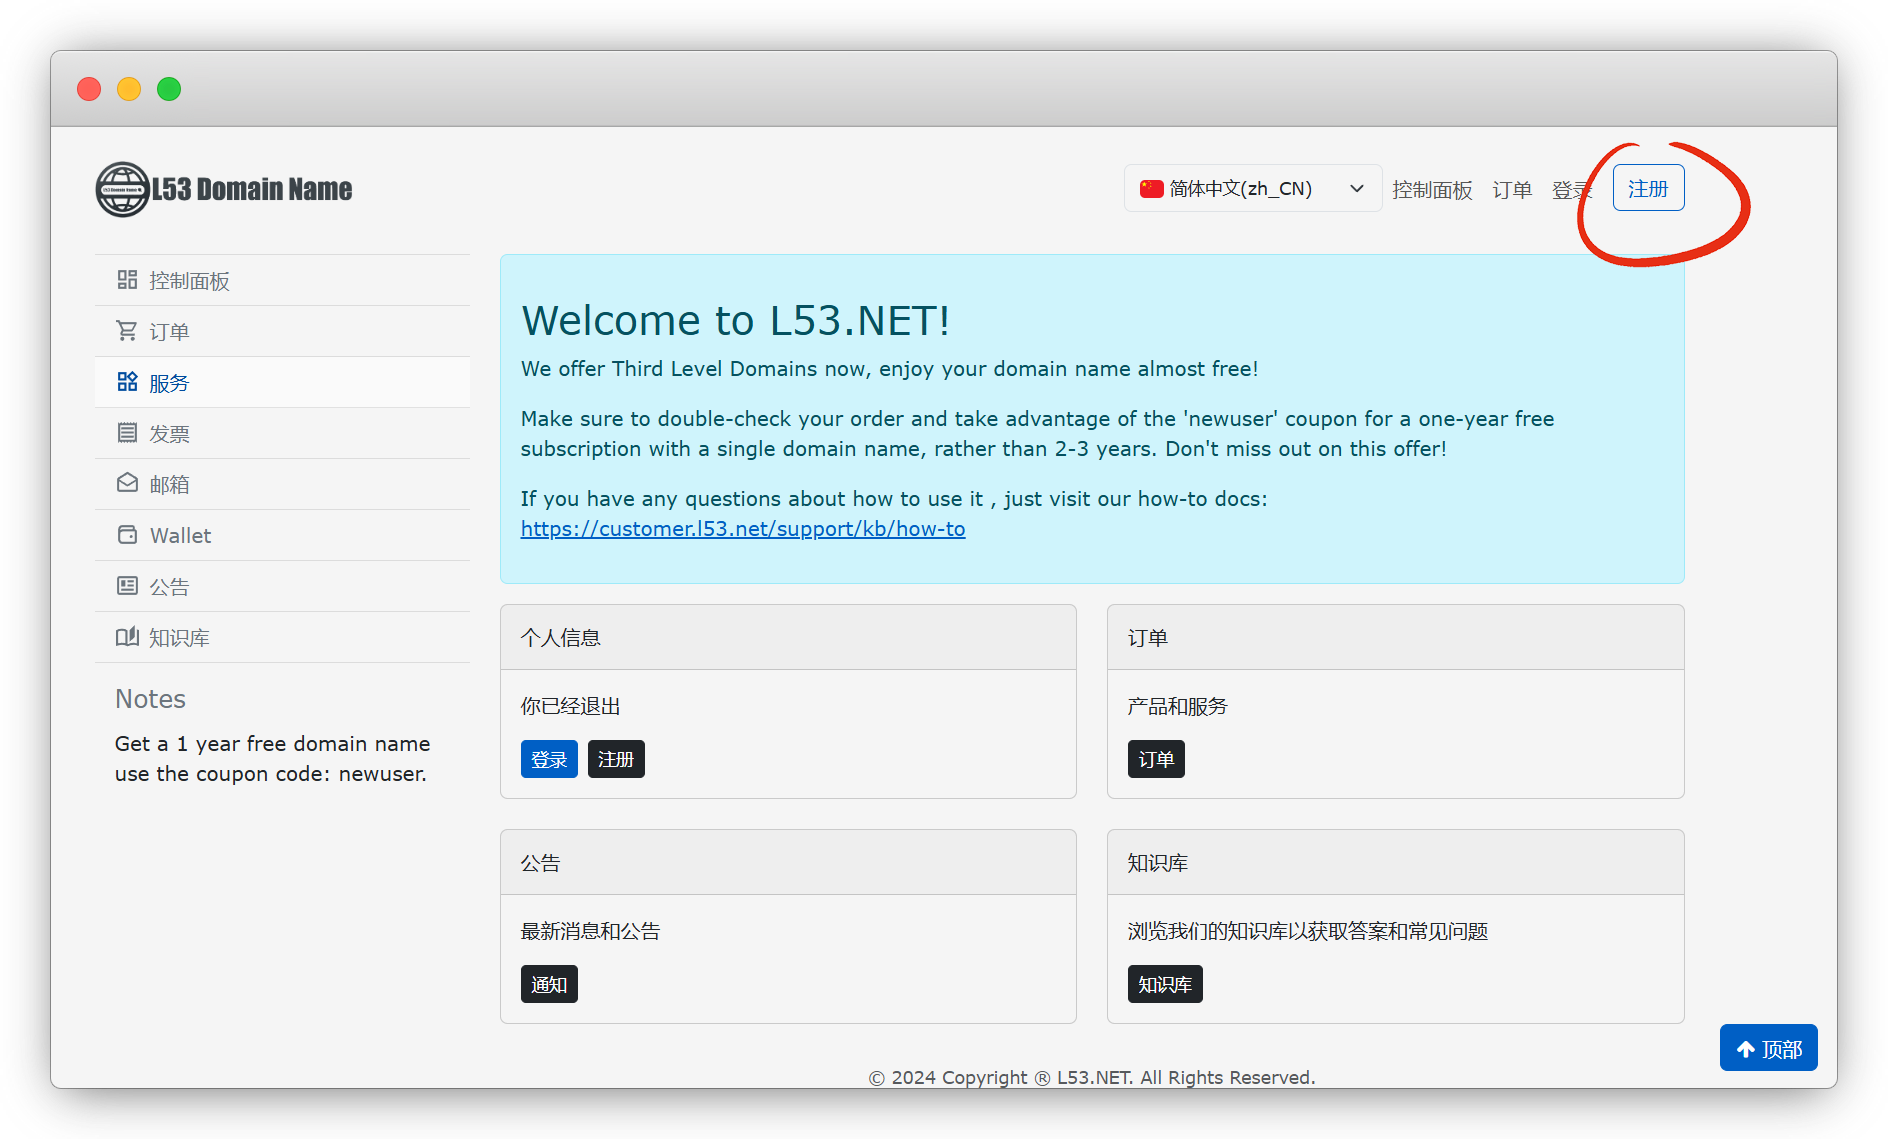 L53 Domain Name
简体中文(zh_CN)
控制面板
订单
登录
注册
控制面板
订单
服务
发票
邮箱
Wallet
公告
知识库
Notes
Get a 1 year free domain name
use the coupon code: newuser.
Welcome to L53.NET!
We offer Third Level Domains now, enjoy your domain name almost free!
Make sure to double-check your order and take advantage of the 'newuser' coupon for a one-year free
subscription with a single domain name, rather than 2-3 years. Don't miss out on this offer!
If you have any questions about how to use it , just visit our how-to docs:
https://customer.l53.net/support/kb/how-to
个人信息
你已经退出
登录
注册
订单
产品和服务
订单
公告
最新消息和公告
通知
知识库
浏览我们的知识库以获取答案和常见问题
知识库
顶部
© 2024 Copyright ® L53.NET. All Rights Reserved.